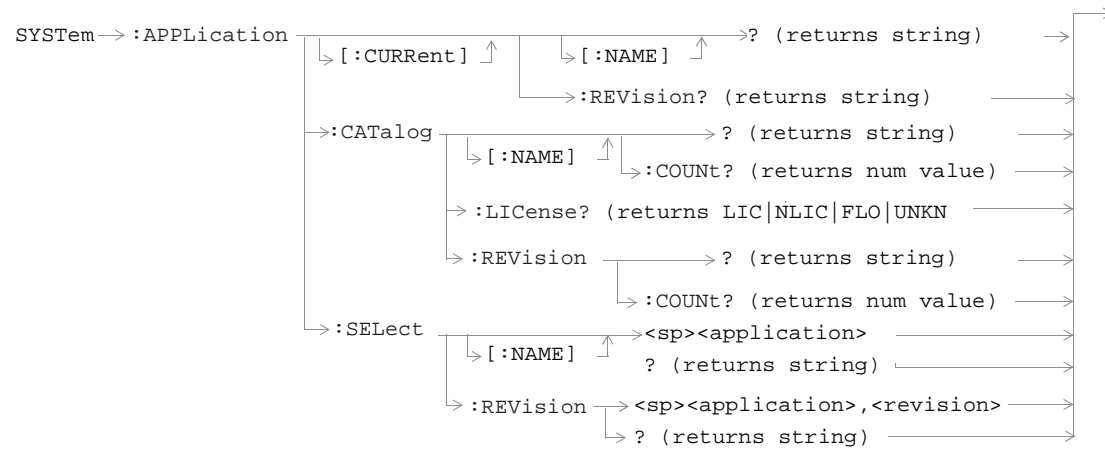 SYSTem :APPLication ? (returns string)
[:CURRent] [:NAME]
:REVision? (returns string)
:CATalog ? (returns string)
[:NAME] :COUNt? (returns num value)
:LICense? (returns LIC|NLIC|FLO|UNKN
:REVision ? (returns string)
:COUNt? (returns num value)
:SELect <sp><application>
[:NAME] ? (returns string)
:REVision <sp><application>,<revision>
? (returns string)